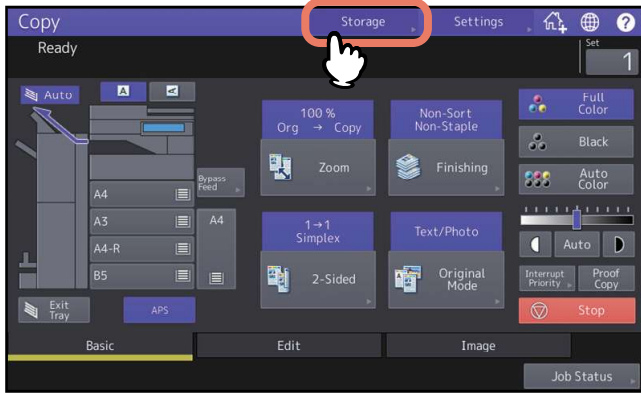 Copy
Storage
Settings
?
Ready
Set
1
Auto
A
A
100 %
Org → Copy
Zoom
Non-Sort
Non-Staple
Finishing
Full
Color
Black
Auto
Color
Bypass
Feed
A4
A3
A4-R
B5
A4
1→1
Simplex
2-Sided
Text/Photo
Original
Mode
Auto
Interrupt
Priority
Proof
Copy
Exit
Tray
APS
Stop
Basic
Edit
Image
Job Status